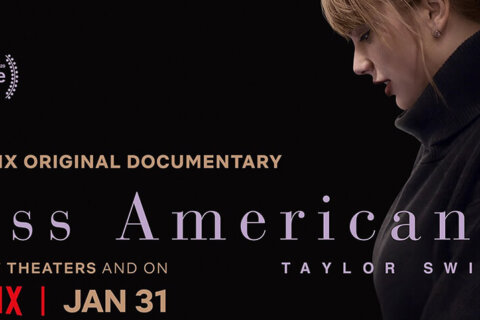 e
IX ORIGINAL DOCUMENTARY
ss American
THEATERS AND ON
TAYLOR SWI
IX | JAN 31